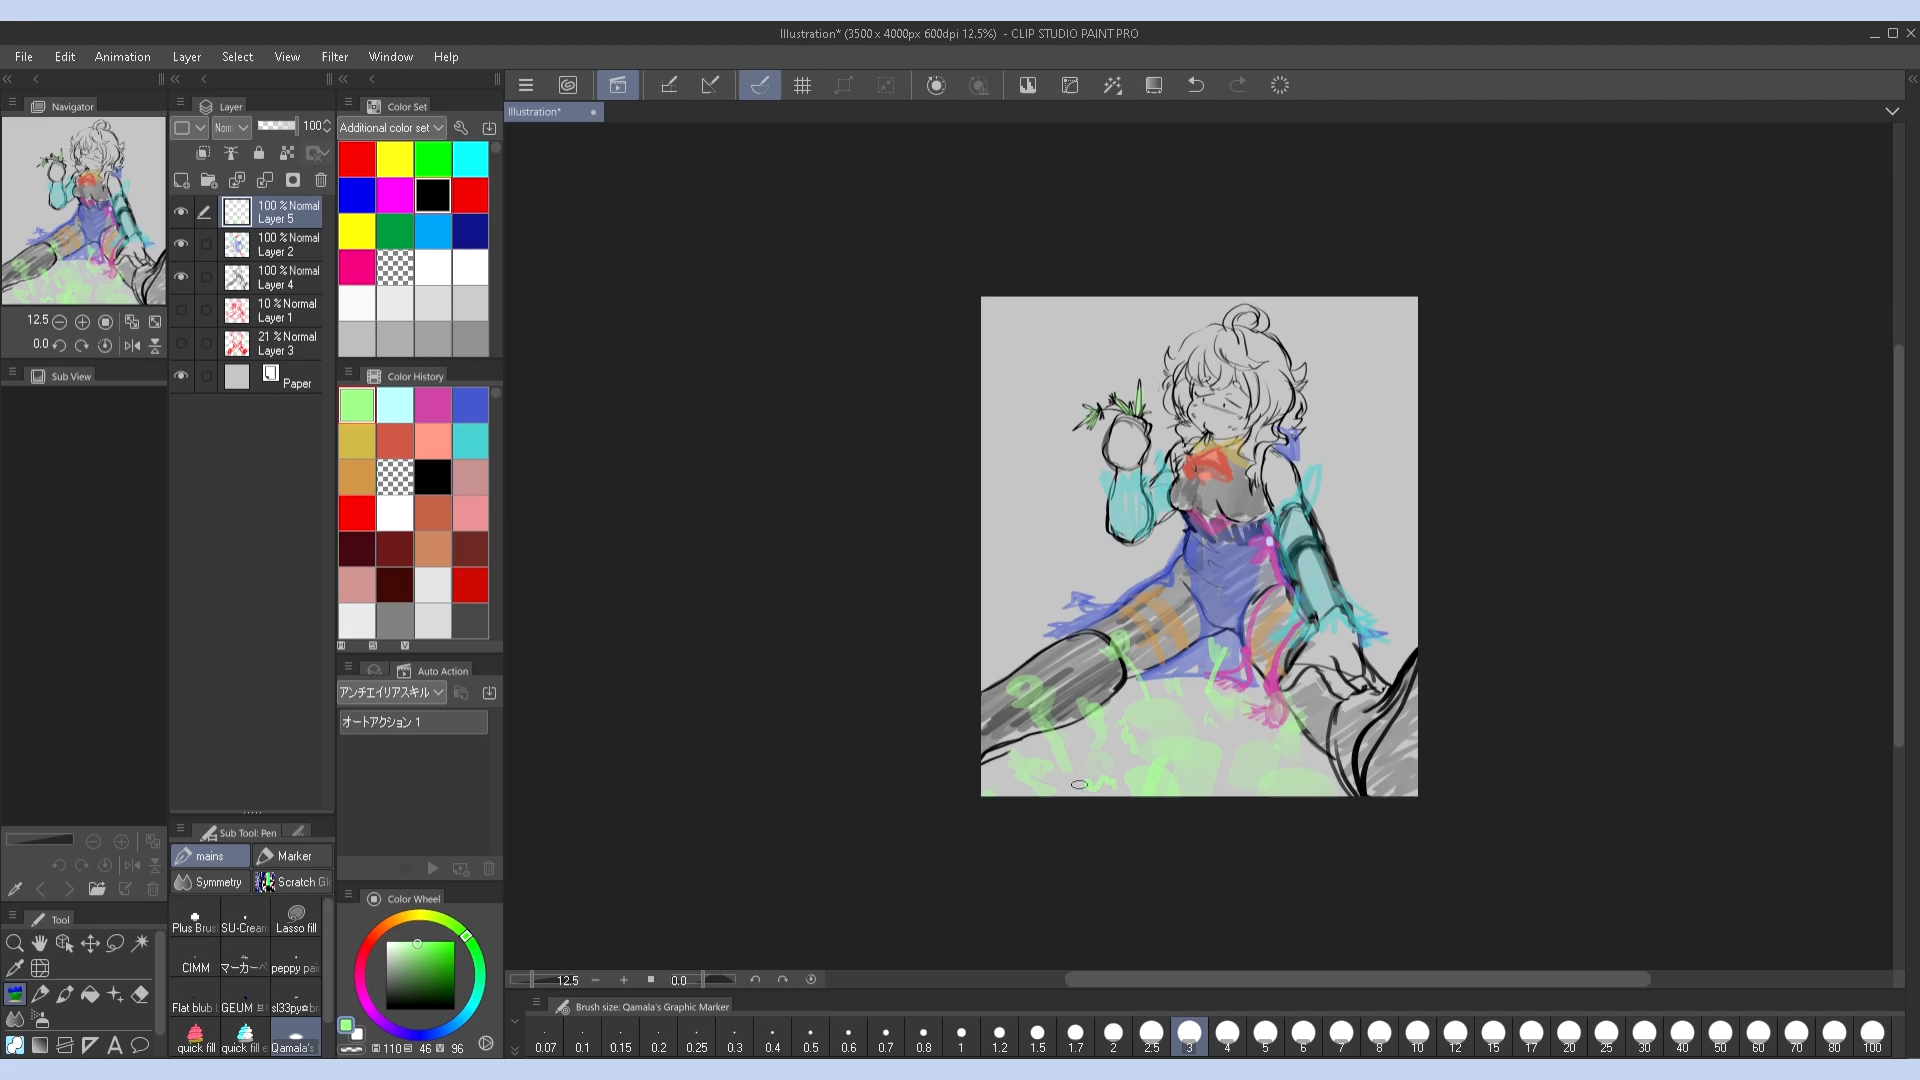 Illustration* (3500 x 4000px 600dpi 12.5%) - CLIP STUDIO PAINT PRO
File Edit Animation Layer Select View Filter Window Help
Navigator
Layer
Color Set
Illustration*
Additional color set
100
12.5
0.0
100 % Normal
Layer 5
100 % Normal
Layer 2
100 % Normal
Layer 4
10 % Normal
Layer 1
21 % Normal
Layer 3
Paper
Sub View
Color History
H S V
Auto Action
アンチエイリアスキル
オートアクション 1
Sub Tool: Pen
mains Marker
Symmetry Scratch
Plus Brus SU-Cream Lasso fill
CIMM マーカーペ peppy pai
Flat blub GEUM sl33py
quick fill quick fill Qamala's
Tool
Color Wheel
H 110 S 46 V 96
12.5 0.0
Brush size: Qamala's Graphic Marker
0.07 0.1 0.15 0.2 0.25 0.3 0.4 0.5 0.6 0.7 0.8 1 1.2 1.5 1.7 2 2.5 3 4 5 6 7 8 10 12 15 17 20 25 30 40 50 60 70 80 100